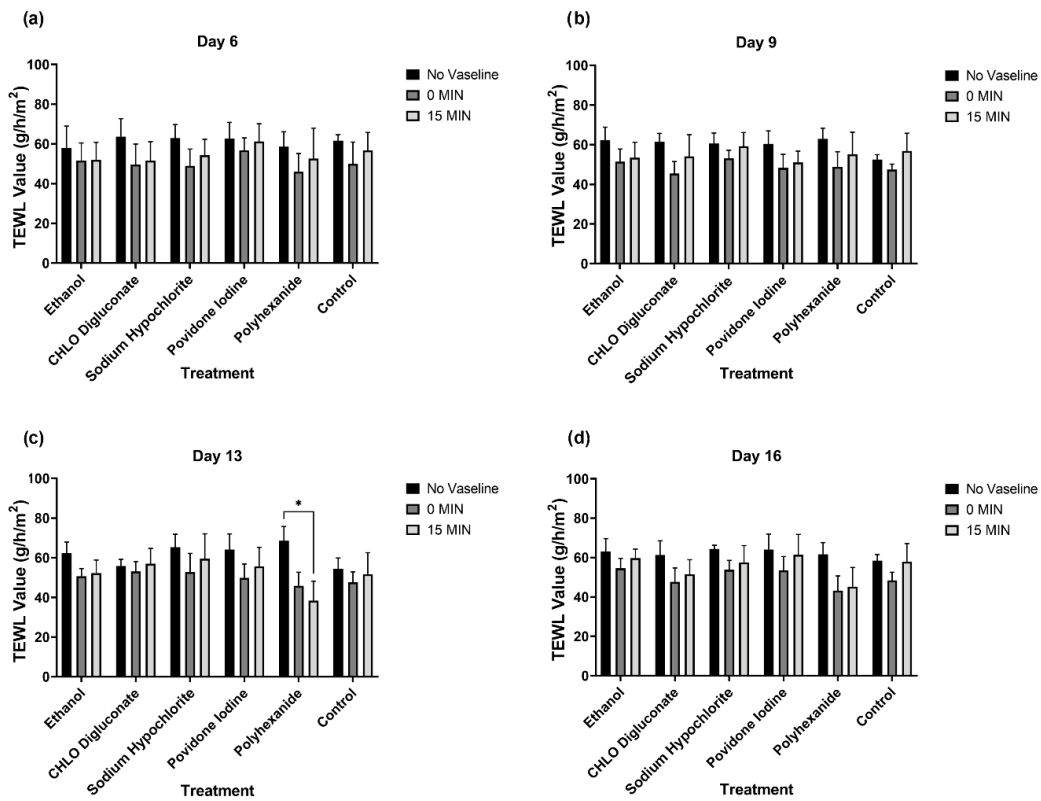 (a)
Day 6
TEWL Value (g/h/m²)
100
80
60
40
20
0
Ethanol
CHLO Digluconate
Sodium Hypochlorite
Povidone Iodine
Polyhexanide
Control
Treatment
No Vaseline
0 MIN
15 MIN
(b)
Day 9
TEWL Value (g/h/m²)
100
80
60
40
20
0
Ethanol
CHLO Digluconate
Sodium Hypochlorite
Povidone Iodine
Polyhexanide
Control
Treatment
No Vaseline
0 MIN
15 MIN
(c)
Day 13
TEWL Value (g/h/m²)
100
80
60
40
20
0
*
Ethanol
CHLO Digluconate
Sodium Hypochlorite
Povidone Iodine
Polyhexanide
Control
Treatment
No Vaseline
0 MIN
15 MIN
(d)
Day 16
TEWL Value (g/h/m²)
100
80
60
40
20
0
Ethanol
CHLO Digluconate
Sodium Hypochlorite
Povidone Iodine
Polyhexanide
Control
Treatment
No Vaseline
0 MIN
15 MIN